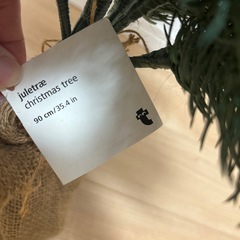 juletræ
christmas tree
90 cm/35.4 in